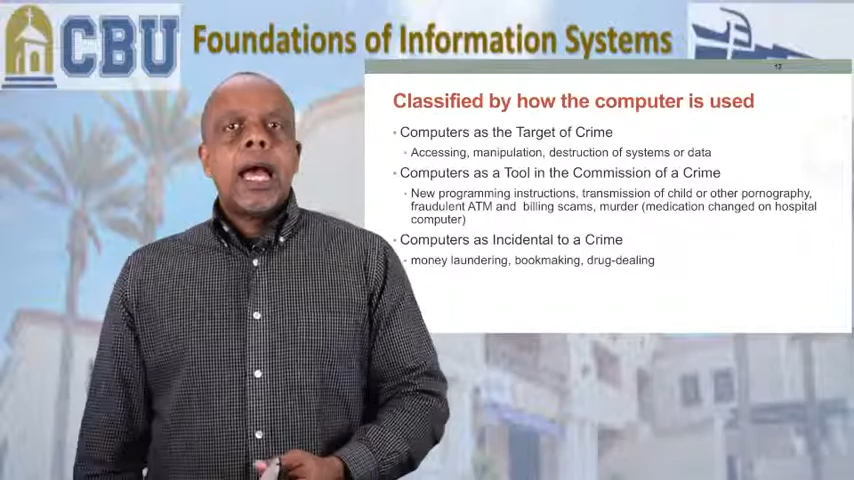 CBU
Foundations of Information Systems
12
Classified by how the computer is used
• Computers as the Target of Crime
• Accessing, manipulation, destruction of systems or data
• Computers as a Tool in the Commission of a Crime
• New programming instructions, transmission of child or other pornography,
fraudulent ATM and billing scams, murder (medication changed on hospital
computer)
• Computers as Incidental to a Crime
• money laundering, bookmaking, drug-dealing